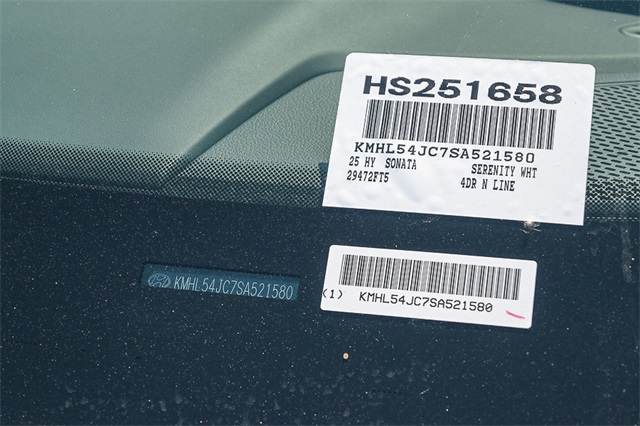 HS251658
KMHL54JC7SA521580
25 HY SONATA SERENITY WHT
29472FT5 4DR N LINE
(1) KMHL54JC7SA521580
KMHL54JC7SA521580